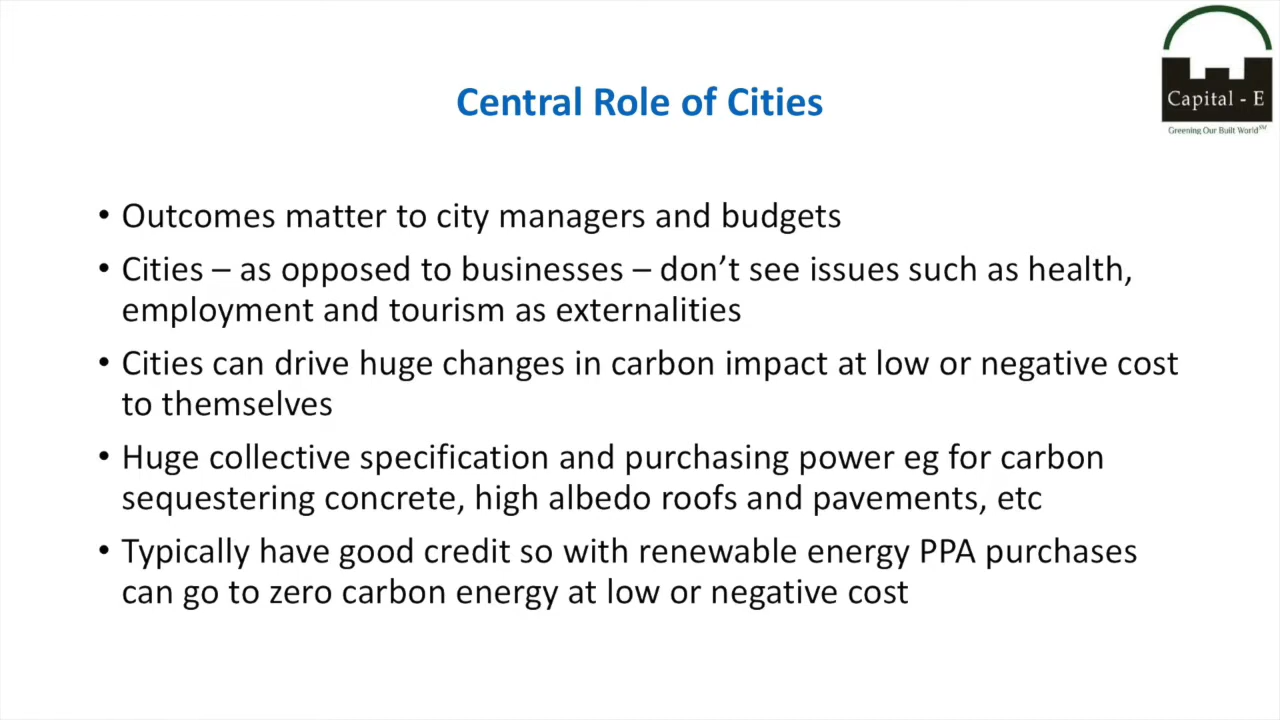 Capital - E
Greening Our Built World℠
Central Role of Cities
• Outcomes matter to city managers and budgets
• Cities – as opposed to businesses – don’t see issues such as health,
employment and tourism as externalities
• Cities can drive huge changes in carbon impact at low or negative cost
to themselves
• Huge collective specification and purchasing power eg for carbon
sequestering concrete, high albedo roofs and pavements, etc
• Typically have good credit so with renewable energy PPA purchases
can go to zero carbon energy at low or negative cost